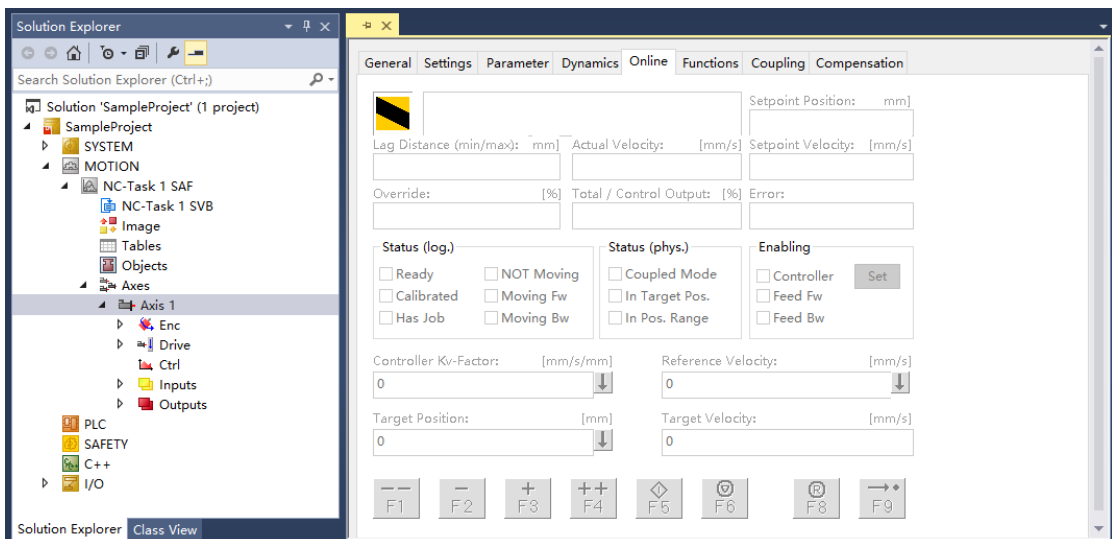 Solution Explorer
Search Solution Explorer (Ctrl+;)
Solution 'SampleProject' (1 project)
SampleProject
SYSTEM
MOTION
NC-Task 1 SAF
NC-Task 1 SVB
Image
Tables
Objects
Axes
Axis 1
Enc
Drive
Ctrl
Inputs
Outputs
PLC
SAFETY
C++
I/O
Solution Explorer Class View
General Settings Parameter Dynamics Online Functions Coupling Compensation
Setpoint Position: mm]
Lag Distance (min/max): mm] Actual Velocity: [mm/s] Setpoint Velocity: [mm/s]
Override: [%] Total / Control Output: [%] Error:
Status (log.) Status (phys.) Enabling
Ready NOT Moving Coupled Mode Controller Set
Calibrated Moving Fw In Target Pos. Feed Fw
Has Job Moving Bw In Pos. Range Feed Bw
Controller Kv-Factor: [mm/s/mm] Reference Velocity: [mm/s]
0 0
Target Position: [mm] Target Velocity: [mm/s]
0 0
-- - + ++ R
F1 F2 F3 F4 F5 F6 F8 F9